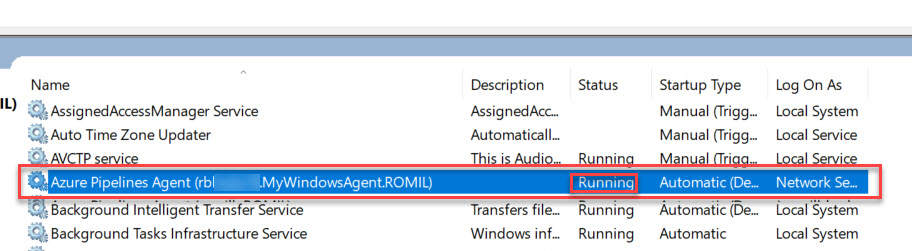 Name Description Status Startup Type Log On As
IL)
AssignedAccessManager Service AssignedAcc... Manual (Trigg... Local System
Auto Time Zone Updater Automaticall... Manual (Trigg... Local Service
AVCTP service This is Audio... Running Manual (Trigg... Local Service
Azure Pipelines Agent (rbl .MyWindowsAgent.ROMIL) Running Automatic (De... Network Se...
Background Intelligent Transfer Service Transfers file... Running Automatic (De... Local System
Background Tasks Infrastructure Service Windows inf... Running Automatic Local System